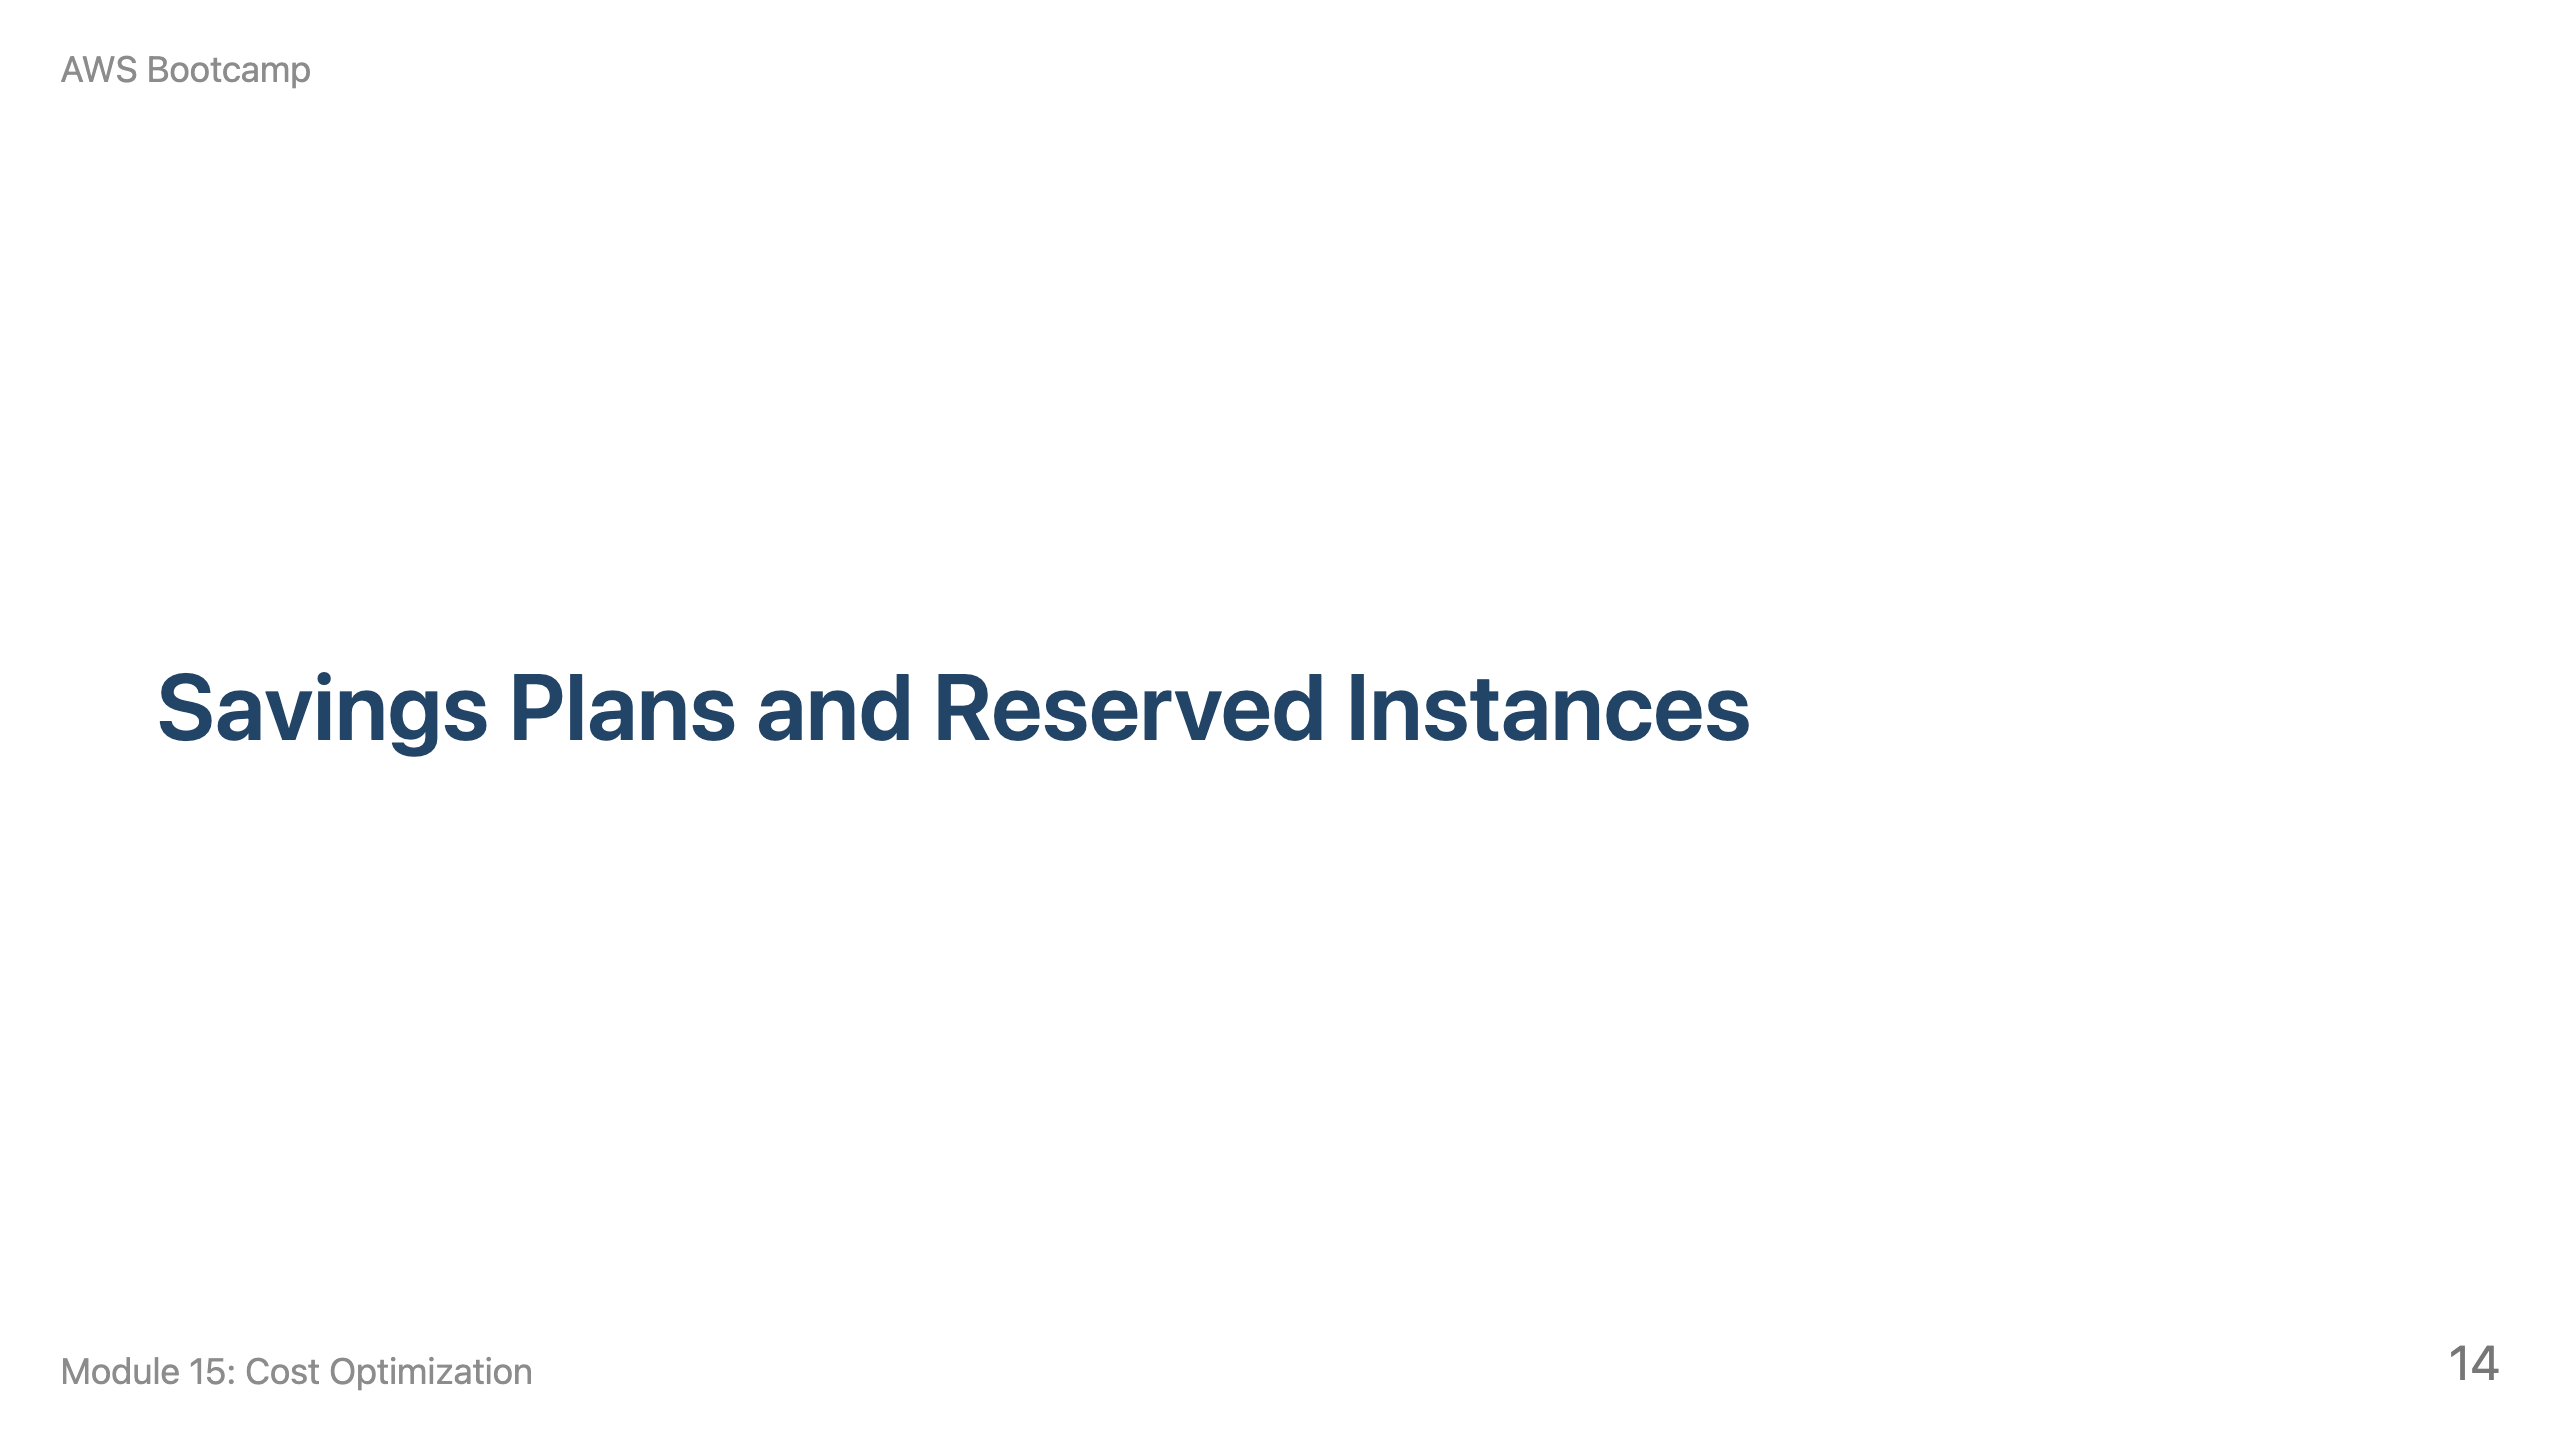 AWS Bootcamp
Savings Plans and Reserved Instances
Module 15: Cost Optimization
14